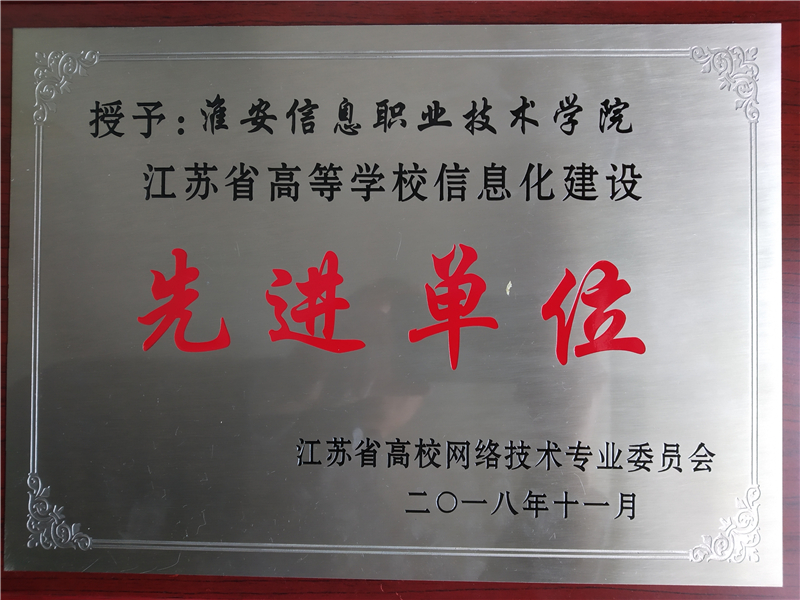 授予：淮安信息职业技术学院
江苏省高等学校信息化建设
先进单位
江苏省高校网络技术专业委员会
二〇一八年十一月